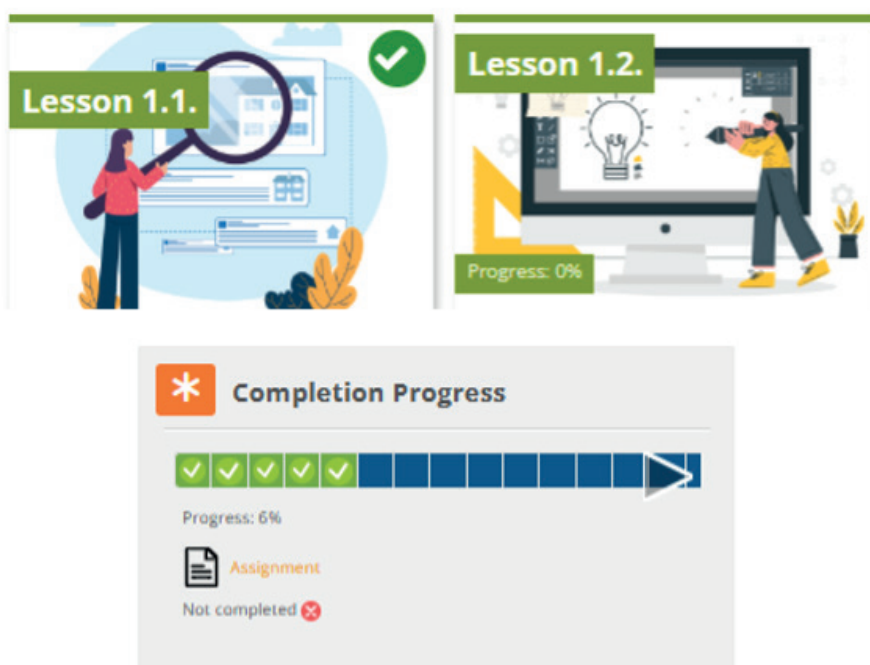 Lesson 1.1.
Lesson 1.2.
Progress: 0%
Completion Progress
Progress: 6%
Assignment
Not completed